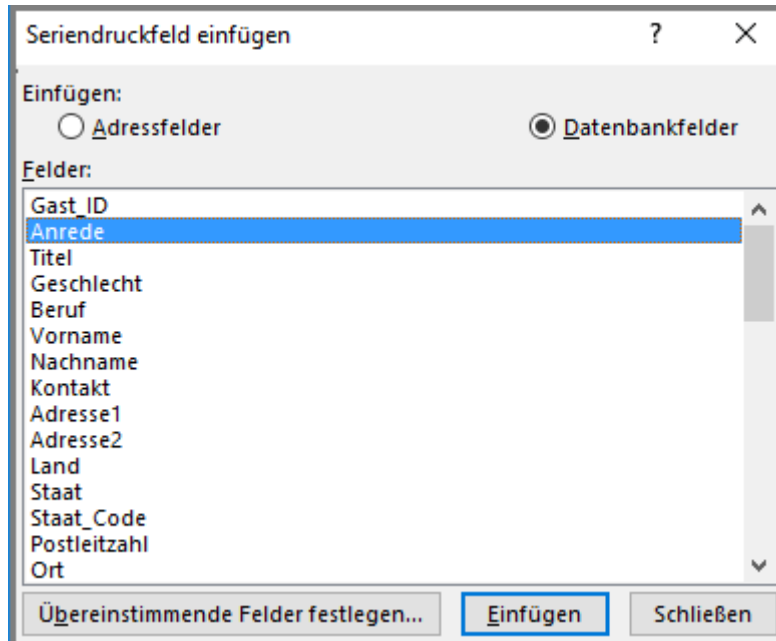 Seriendruckfeld einfügen ?
Einfügen:
Adressfelder Datenbankfelder
Felder:
Gast_ID
Anrede
Titel
Geschlecht
Beruf
Vorname
Nachname
Kontakt
Adresse1
Adresse2
Land
Staat
Staat_Code
Postleitzahl
Ort
Übereinstimmende Felder festlegen... Einfügen Schließen